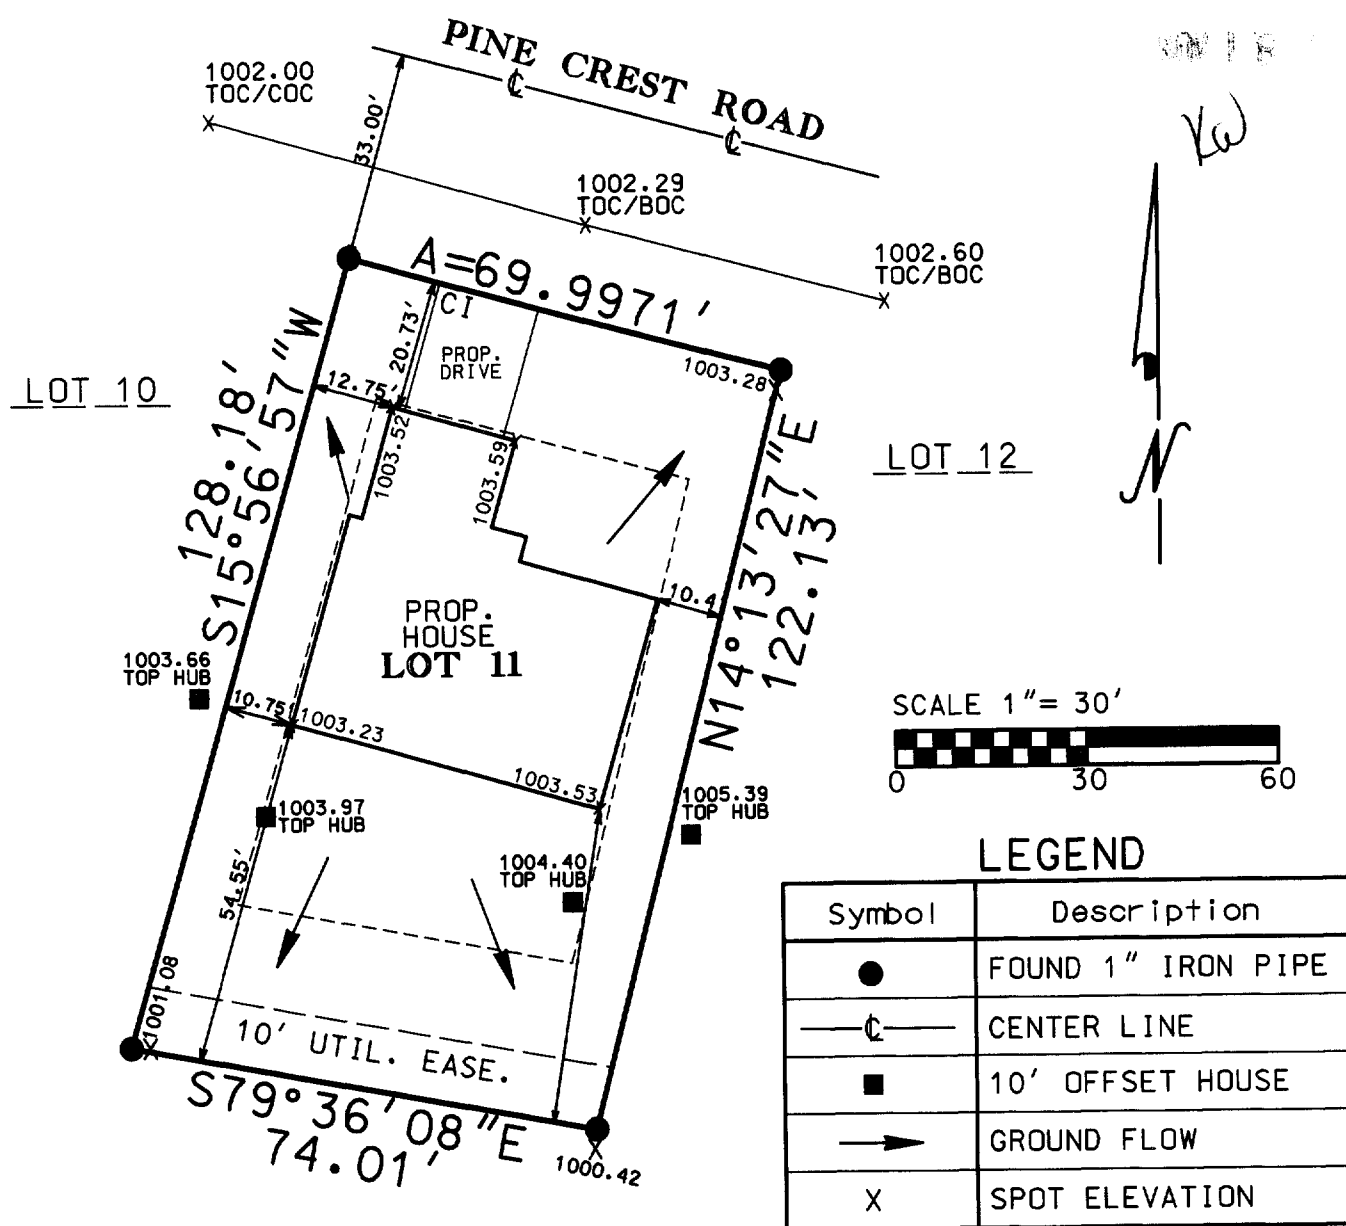 PINE CREST ROAD
℄
℄
1002.00
TOC/COC
33.00'
1002.29
TOC/BOC
1002.60
TOC/BOC
KW
A=69.9971'
CI
20.73'
PROP.
DRIVE
12.75'
1003.28
LOT 10
LOT 12
N
1003.52
1003.59
128.18'
S15°56'57"W
N14°13'27"E
122.13'
10.4
PROP.
HOUSE
LOT 11
1003.66
TOP HUB
10.75'
1003.23
1003.53
1003.97
TOP HUB
1005.39
TOP HUB
1004.40
TOP HUB
54.55'
1001.08
10' UTIL. EASE.
S79°36'08"E
74.01'
1000.42
SCALE 1"= 30'
0 30 60
LEGEND
Symbol Description
FOUND 1" IRON PIPE
℄ CENTER LINE
10' OFFSET HOUSE
GROUND FLOW
X SPOT ELEVATION